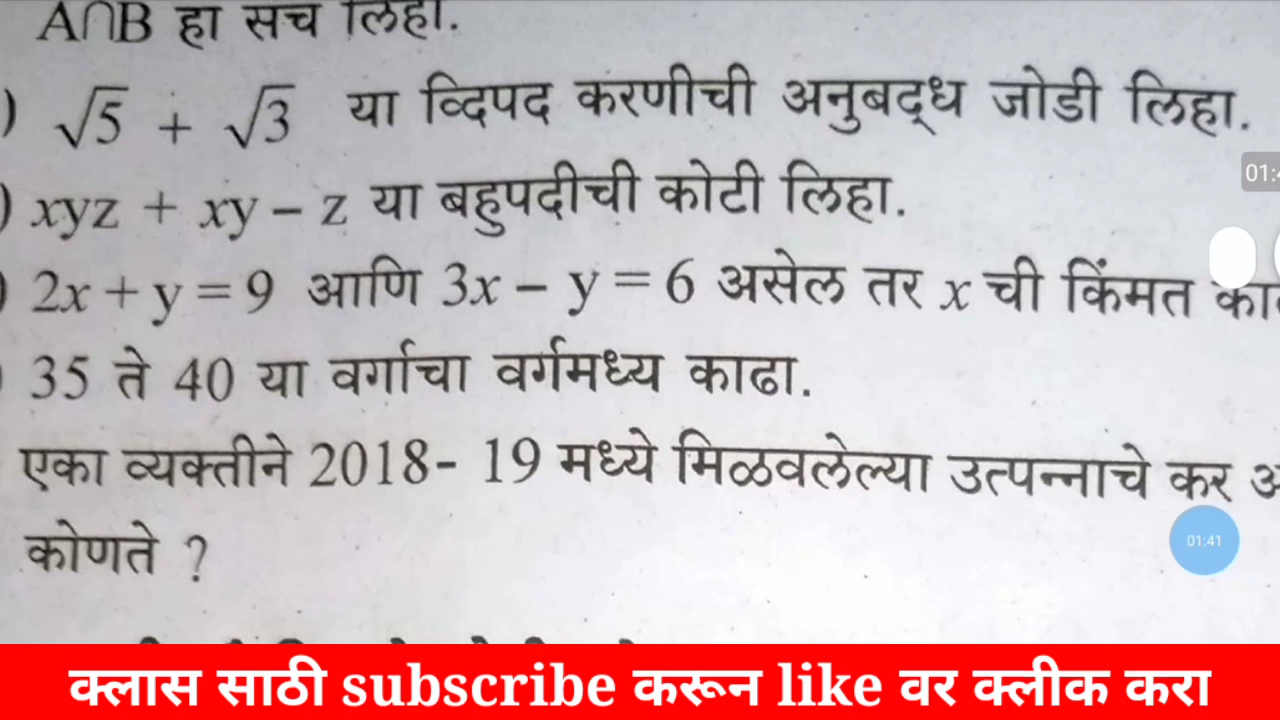 A∩B हा सच लिहा.
) √5 + √3 या व्दिपद करणीची अनुबद्ध जोडी लिहा.
) xyz + xy – z या बहुपदीची कोटी लिहा.
) 2x + y = 9 आणि 3x – y = 6 असेल तर x ची किंमत
35 ते 40 या वर्गाचा वर्गमध्य काढा.
एका व्यक्तीने 2018- 19 मध्ये मिळवलेल्या उत्पन्नाचे कर
कोणते ?
01:41
क्लास साठी subscribe करून like वर क्लीक करा